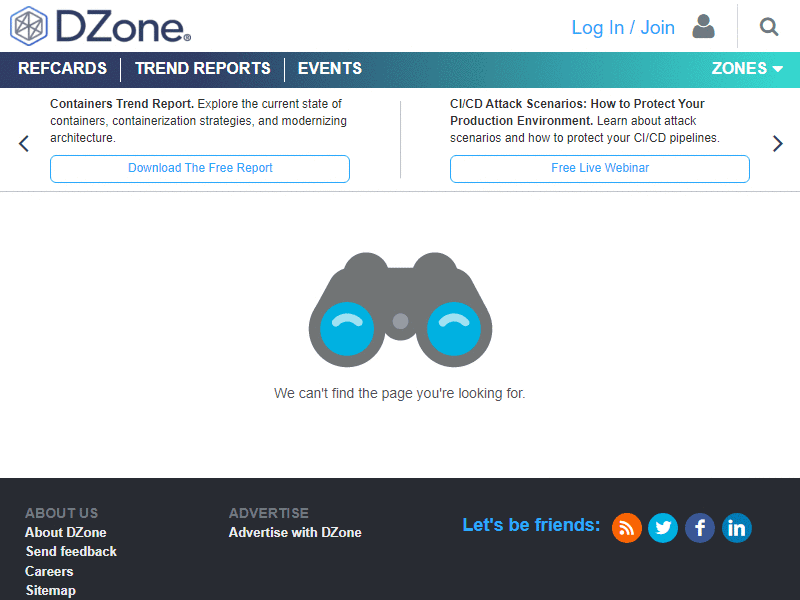 DZone®
Log In / Join
REFCARDS
TREND REPORTS
EVENTS
ZONES
Containers Trend Report. Explore the current state of
containers, containerization strategies, and modernizing
architecture.
Download The Free Report
CI/CD Attack Scenarios: How to Protect Your
Production Environment. Learn about attack
scenarios and how to protect your CI/CD pipelines.
Free Live Webinar
We can't find the page you're looking for.
ABOUT US
About DZone
Send feedback
Careers
Sitemap
ADVERTISE
Advertise with DZone
Let's be friends: